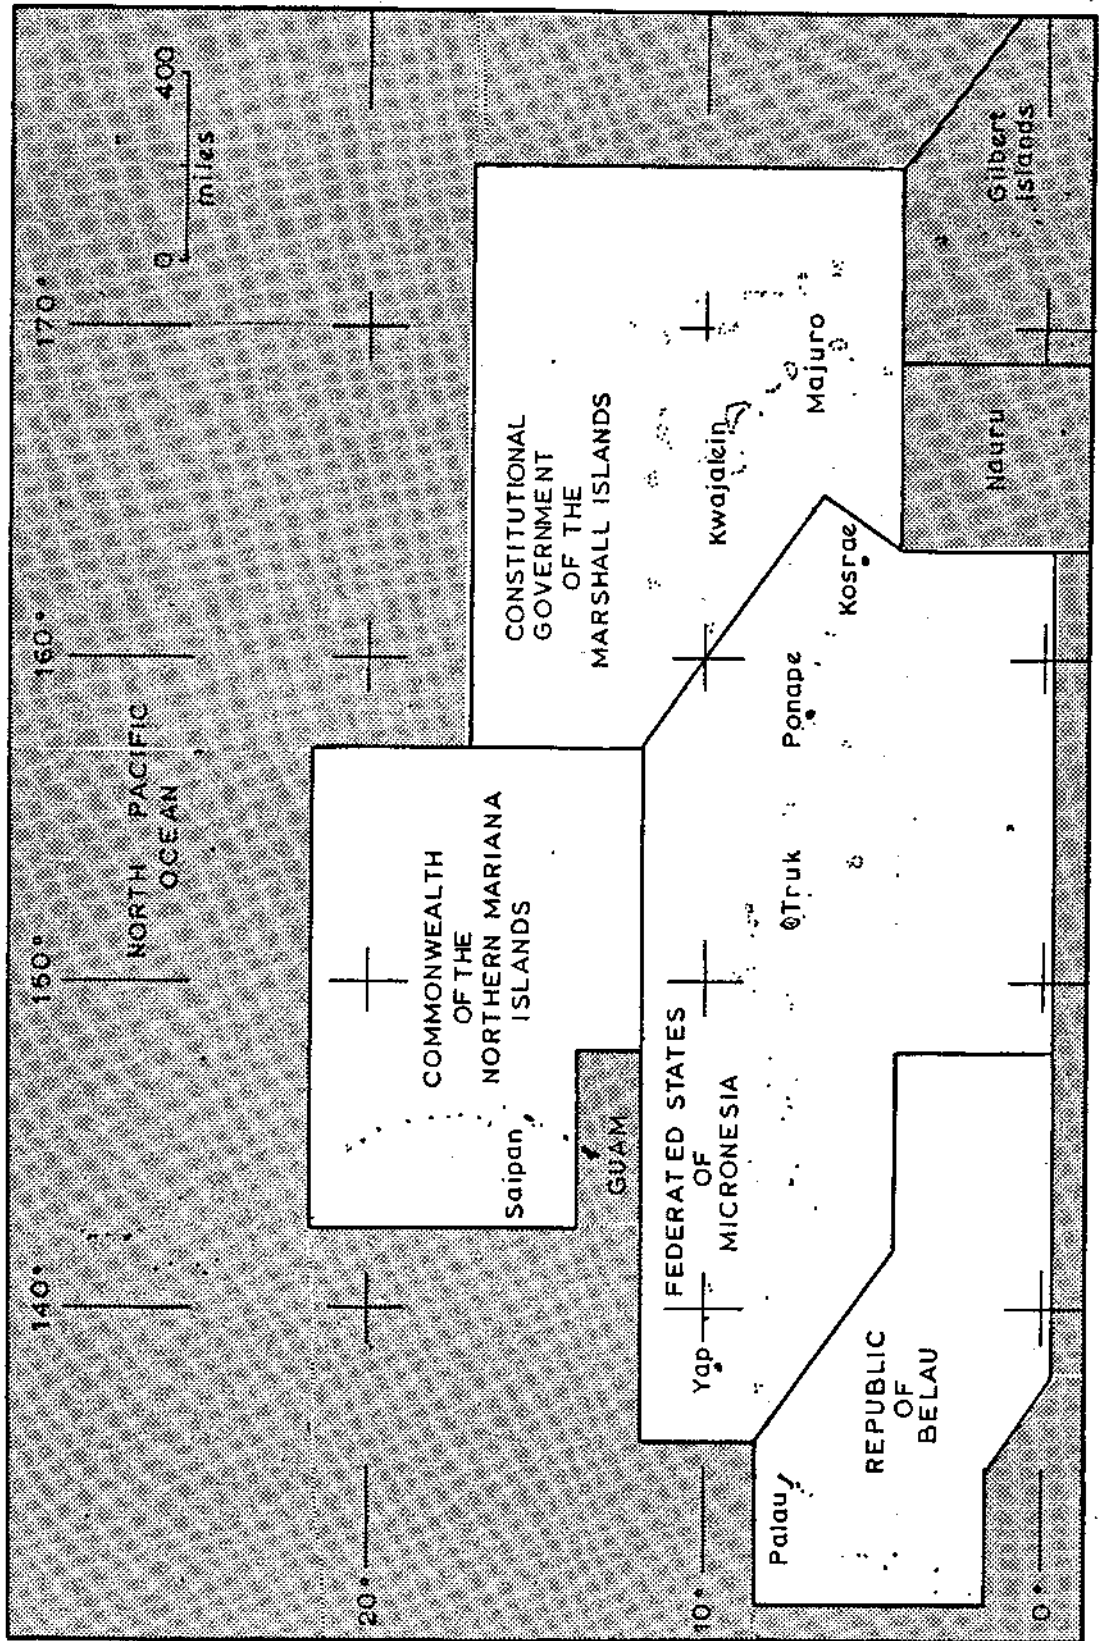 140° 150° 160° 170°
NORTH PACIFIC
OCEAN
0 400
miles
20°
COMMONWEALTH
OF THE
NORTHERN MARIANA
ISLANDS
Saipan
GUAM
CONSTITUTIONAL
GOVERNMENT
OF THE
MARSHALL ISLANDS
Kwajalein
Majuro
10°
FEDERATED STATES
OF
MICRONESIA
Yap
Truk
Ponape
Kosrae
Palau
REPUBLIC
OF
BELAU
Nauru
Gilbert
Islands
0°